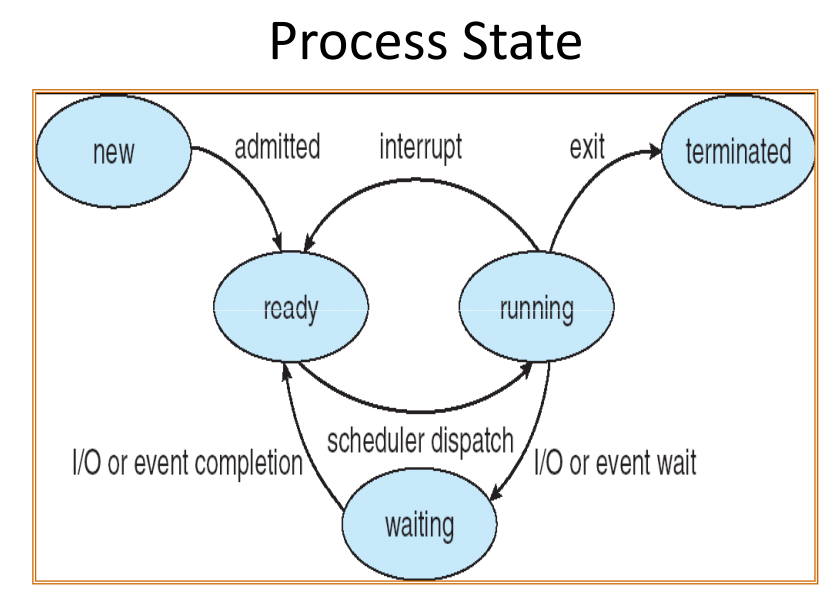 Process State
new
admitted
interrupt
exit
terminated
ready
running
scheduler dispatch
I/O or event completion
I/O or event wait
waiting